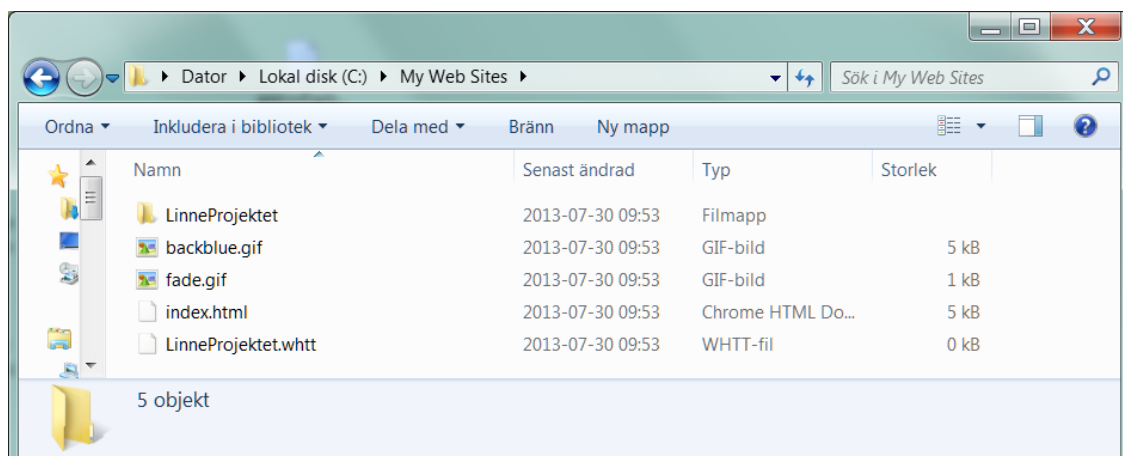 Dator Lokal disk (C:) My Web Sites Sök i My Web Sites
Ordna Inkludera i bibliotek Dela med Bränn Ny mapp
Namn Senast ändrad Typ Storlek
LinneProjektet 2013-07-30 09:53 Filmapp
backblue.gif 2013-07-30 09:53 GIF-bild 5 kB
fade.gif 2013-07-30 09:53 GIF-bild 1 kB
index.html 2013-07-30 09:53 Chrome HTML Do... 5 kB
LinneProjektet.whtt 2013-07-30 09:53 WHTT-fil 0 kB
5 objekt